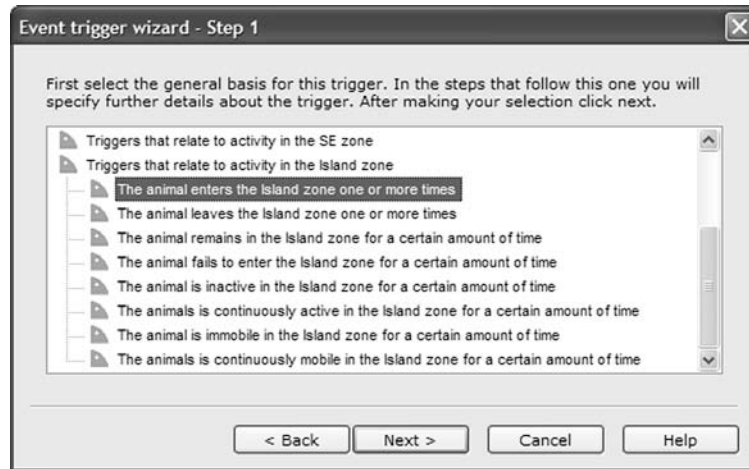 Event trigger wizard - Step 1
First select the general basis for this trigger. In the steps that follow this one you will
specify further details about the trigger. After making your selection click next.
Triggers that relate to activity in the SE zone
Triggers that relate to activity in the Island zone
The animal enters the Island zone one or more times
The animal leaves the Island zone one or more times
The animal remains in the Island zone for a certain amount of time
The animal fails to enter the Island zone for a certain amount of time
The animal is inactive in the Island zone for a certain amount of time
The animals is continuously active in the Island zone for a certain amount of time
The animal is immobile in the Island zone for a certain amount of time
The animals is continuously mobile in the Island zone for a certain amount of time
< Back Next > Cancel Help